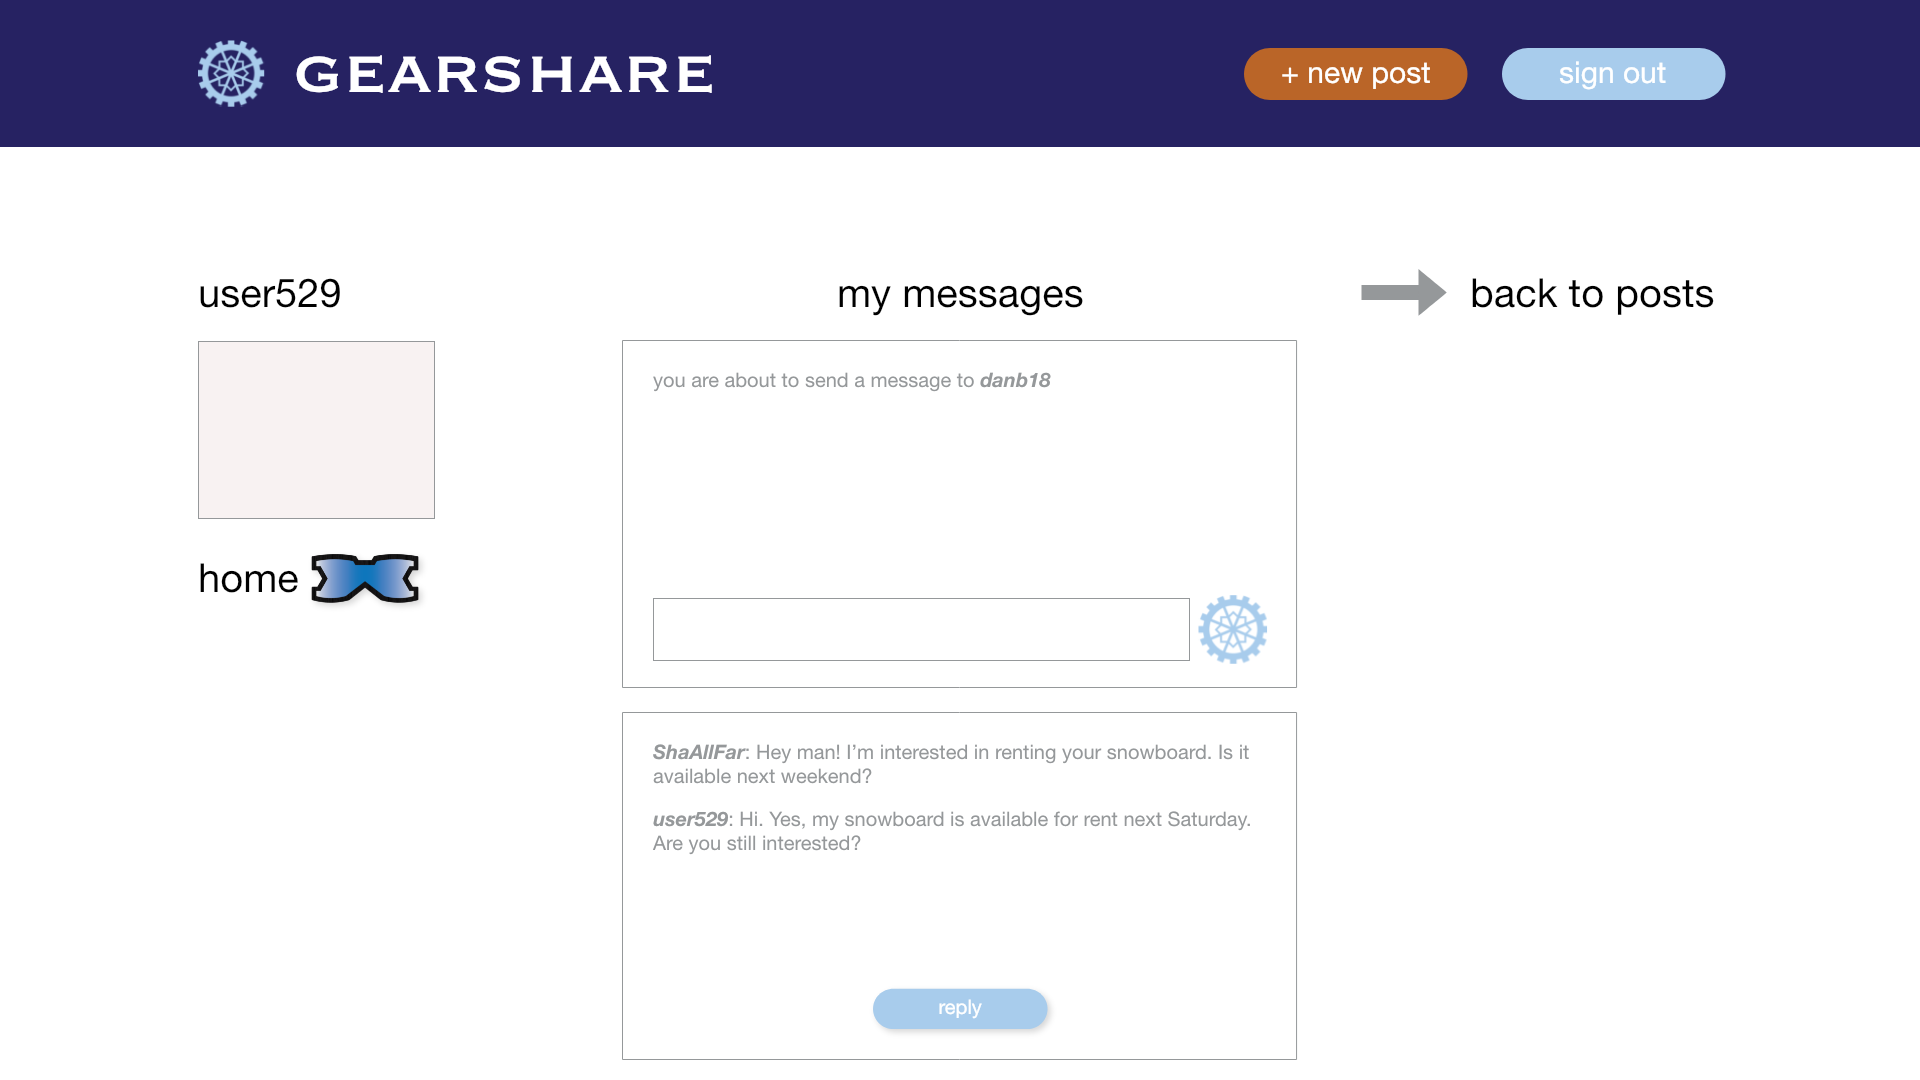 GEARSHARE
+ new post
sign out
user529
my messages
back to posts
you are about to send a message to danb18
home
ShaAllFar: Hey man! I’m interested in renting your snowboard. Is it
available next weekend?
user529: Hi. Yes, my snowboard is available for rent next Saturday.
Are you still interested?
reply